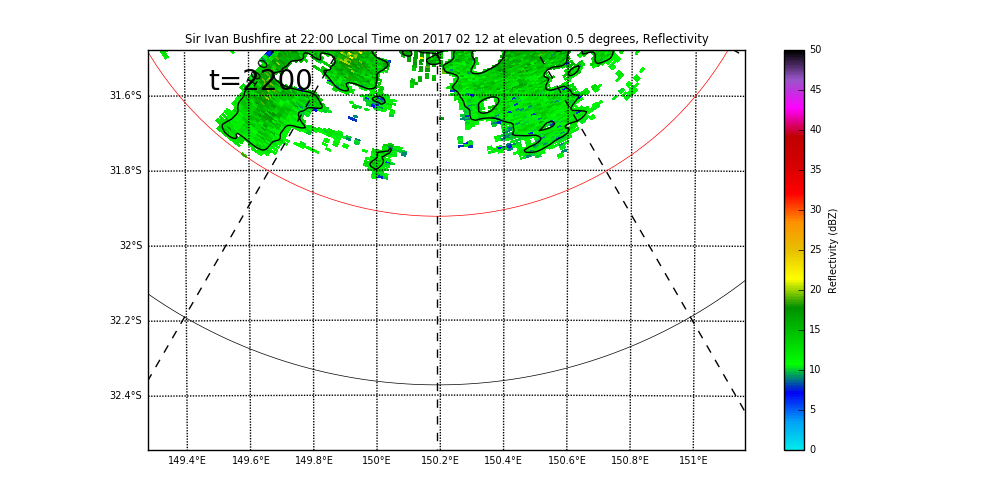 Sir Ivan Bushfire at 22:00 Local Time on 2017 02 12 at elevation 0.5 degrees, Reflectivity
t=2200
31.6°S
31.8°S
32°S
32.2°S
32.4°S
149.4°E 149.6°E 149.8°E 150°E 150.2°E 150.4°E 150.6°E 150.8°E 151°E
50
45
40
35
30
25
20
15
10
5
0
Reflectivity (dBZ)